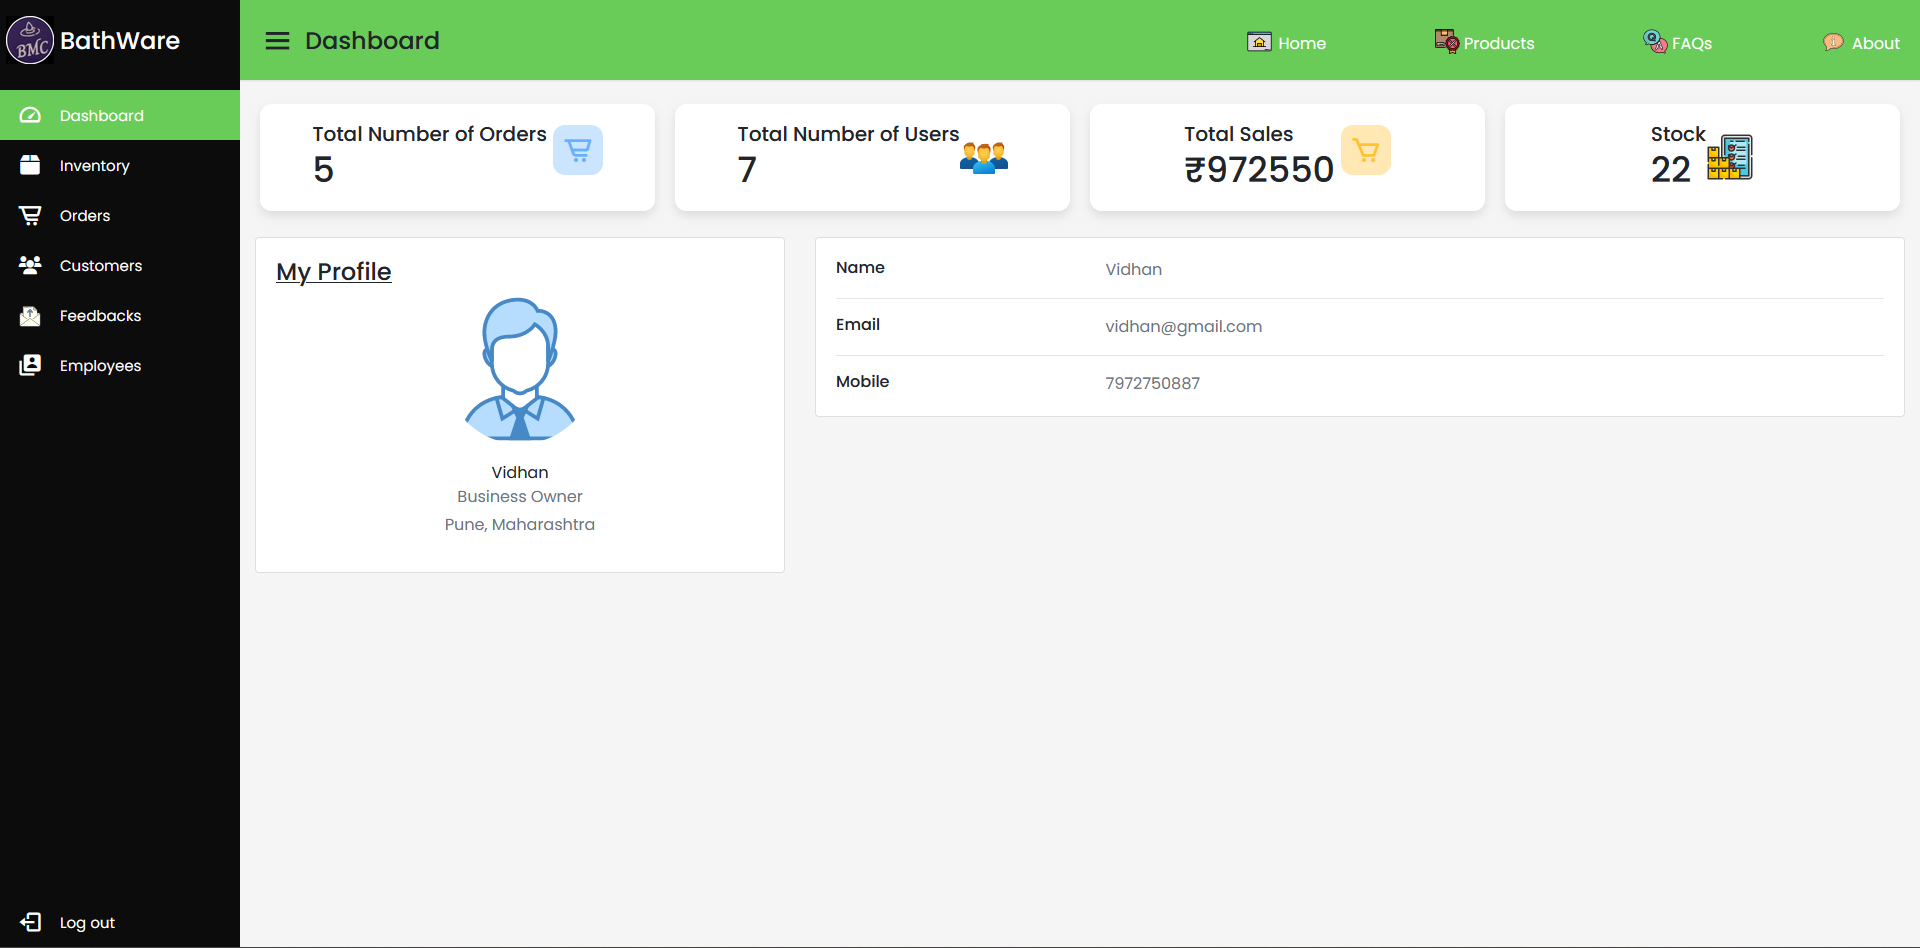 BMC
BathWare
Dashboard
Home
Products
FAQs
About
Dashboard
Inventory
Orders
Customers
Feedbacks
Employees
Log out
Total Number of Orders
5
Total Number of Users
7
Total Sales
₹972550
Stock
22
My Profile
Vidhan
Business Owner
Pune, Maharashtra
Name Vidhan
Email vidhan@gmail.com
Mobile 7972750887